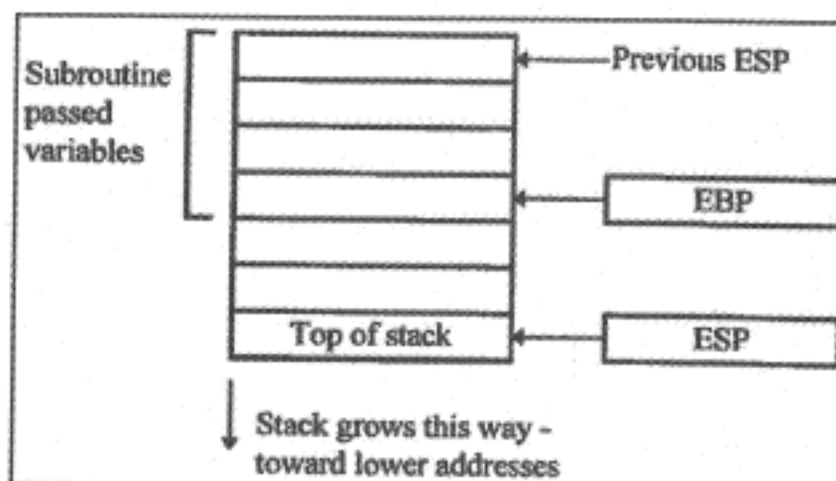 Subroutine
passed
variables
Previous ESP
EBP
Top of stack
ESP
Stack grows this way -
toward lower addresses